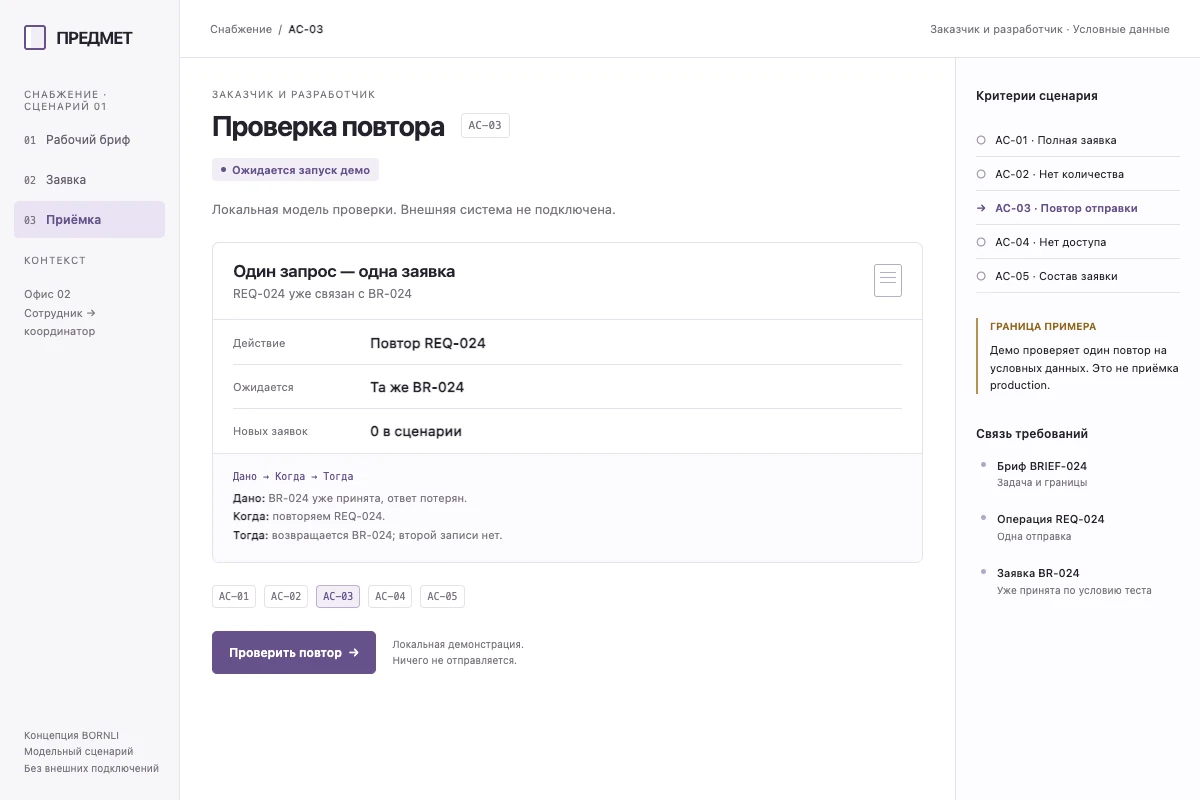 ПРЕДМЕТ
СНАБЖЕНИЕ ·
СЦЕНАРИЙ 01
01 Рабочий бриф
02 Заявка
03 Приёмка
КОНТЕКСТ
Офис 02
Сотрудник →
координатор
Концепция BORNLI
Модельный сценарий
Без внешних подключений
Снабжение / AC-03
Заказчик и разработчик · Условные данные
ЗАКАЗЧИК И РАЗРАБОТЧИК
Проверка повтора AC-03
• Ожидается запуск демо
Локальная модель проверки. Внешняя система не подключена.
Один запрос — одна заявка
REQ-024 уже связан с BR-024
Действие Повтор REQ-024
Ожидается Та же BR-024
Новых заявок 0 в сценарии
Дано → Когда → Тогда
Дано: BR-024 уже принята, ответ потерян.
Когда: повторяем REQ-024.
Тогда: возвращается BR-024; второй записи нет.
AC-01 AC-02 AC-03 AC-04 AC-05
Проверить повтор →
Локальная демонстрация.
Ничего не отправляется.
Критерии сценария
AC-01 · Полная заявка
AC-02 · Нет количества
→ AC-03 · Повтор отправки
AC-04 · Нет доступа
AC-05 · Состав заявки
ГРАНИЦА ПРИМЕРА
Демо проверяет один повтор на
условных данных. Это не приёмка
production.
Связь требований
Бриф BRIEF-024
Задача и границы
Операция REQ-024
Одна отправка
Заявка BR-024
Уже принята по условию теста